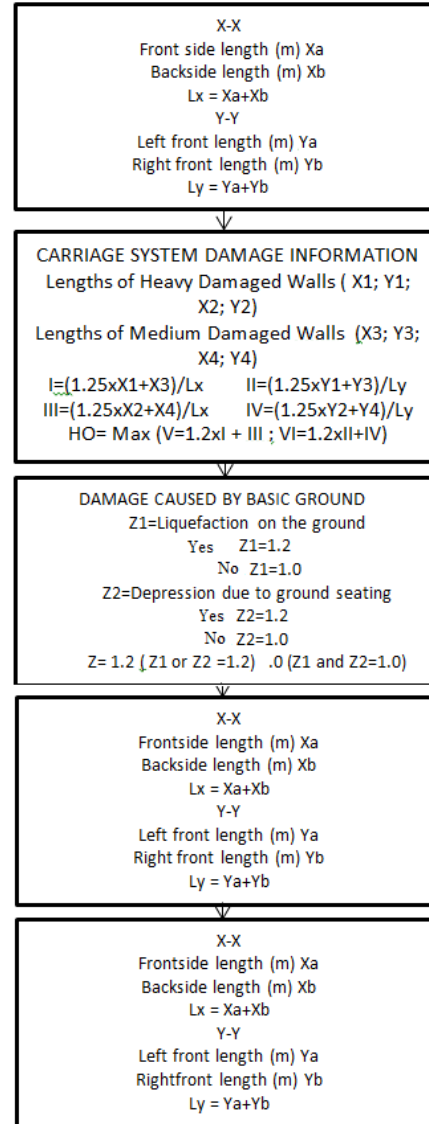 X-X
Front side length (m) Xa
Backside length (m) Xb
Lx = Xa+Xb
Y-Y
Left front length (m) Ya
Right front length (m) Yb
Ly = Ya+Yb
CARRIAGE SYSTEM DAMAGE INFORMATION
Lengths of Heavy Damaged Walls ( X1; Y1;
X2; Y2)
Lengths of Medium Damaged Walls (X3; Y3;
X4; Y4)
I=(1.25xX1+X3)/Lx II=(1.25xY1+Y3)/Ly
III=(1.25xX2+X4)/Lx IV=(1.25xY2+Y4)/Ly
HO= Max (V=1.2xI + III ; VI=1.2xII+IV)
DAMAGE CAUSED BY BASIC GROUND
Z1=Liquefaction on the ground
Yes Z1=1.2
No Z1=1.0
Z2=Depression due to ground seating
Yes Z2=1.2
No Z2=1.0
Z= 1.2 ( Z1 or Z2 =1.2) .0 (Z1 and Z2=1.0)
X-X
Frontside length (m) Xa
Backside length (m) Xb
Lx = Xa+Xb
Y-Y
Left front length (m) Ya
Right front length (m) Yb
Ly = Ya+Yb
X-X
Frontside length (m) Xa
Backside length (m) Xb
Lx = Xa+Xb
Y-Y
Left front length (m) Ya
Rightfront length (m) Yb
Ly = Ya+Yb